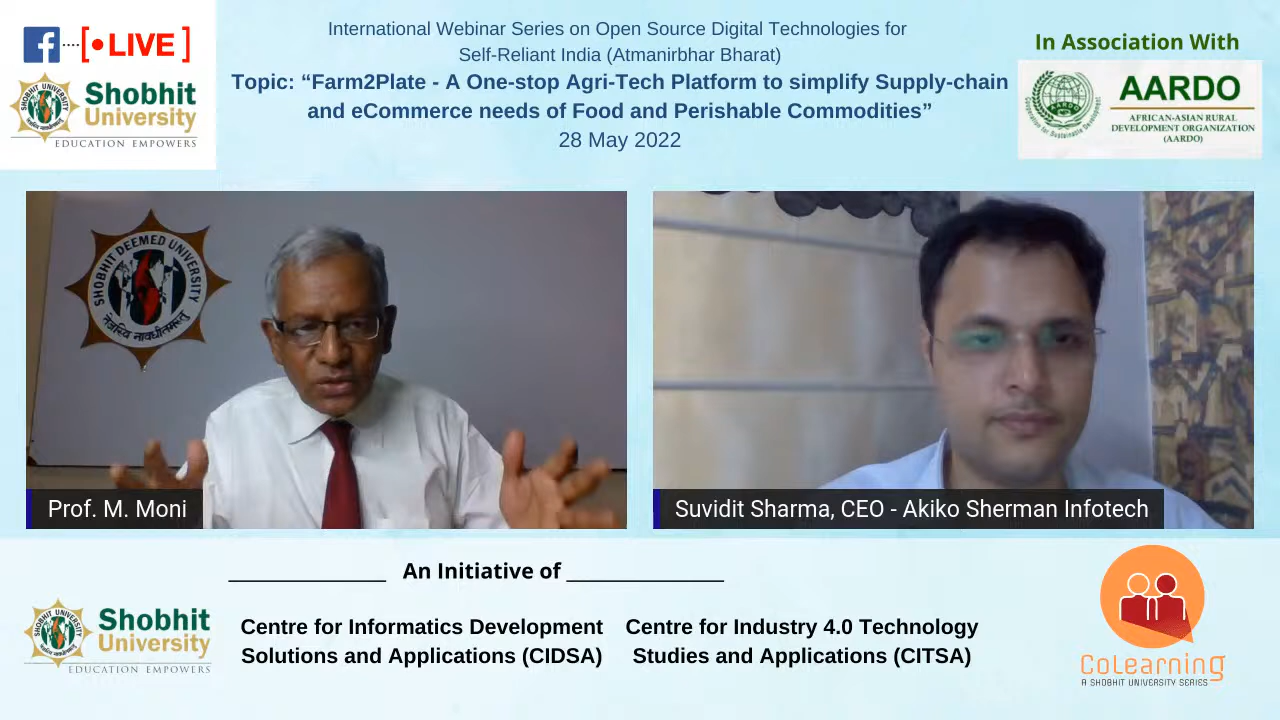 [•LIVE]
International Webinar Series on Open Source Digital Technologies for
Self-Reliant India (Atmanirbhar Bharat)
Topic: “Farm2Plate - A One-stop Agri-Tech Platform to simplify Supply-chain
and eCommerce needs of Food and Perishable Commodities”
28 May 2022
Shobhit
University
EDUCATION EMPOWERS
In Association With
AARDO
AARDO
AFRICAN-ASIAN RURAL
DEVELOPMENT ORGANIZATION
(AARDO)
SHOBHIT DEEMED UNIVERSITY
तेजस्वि नावधीतमस्तु
Prof. M. Moni
Suvidit Sharma, CEO - Akiko Sherman Infotech
An Initiative of
Shobhit
University
EDUCATION EMPOWERS
Centre for Informatics Development
Solutions and Applications (CIDSA)
Centre for Industry 4.0 Technology
Studies and Applications (CITSA)
CoLearning
A SHOBHIT UNIVERSITY SERIES